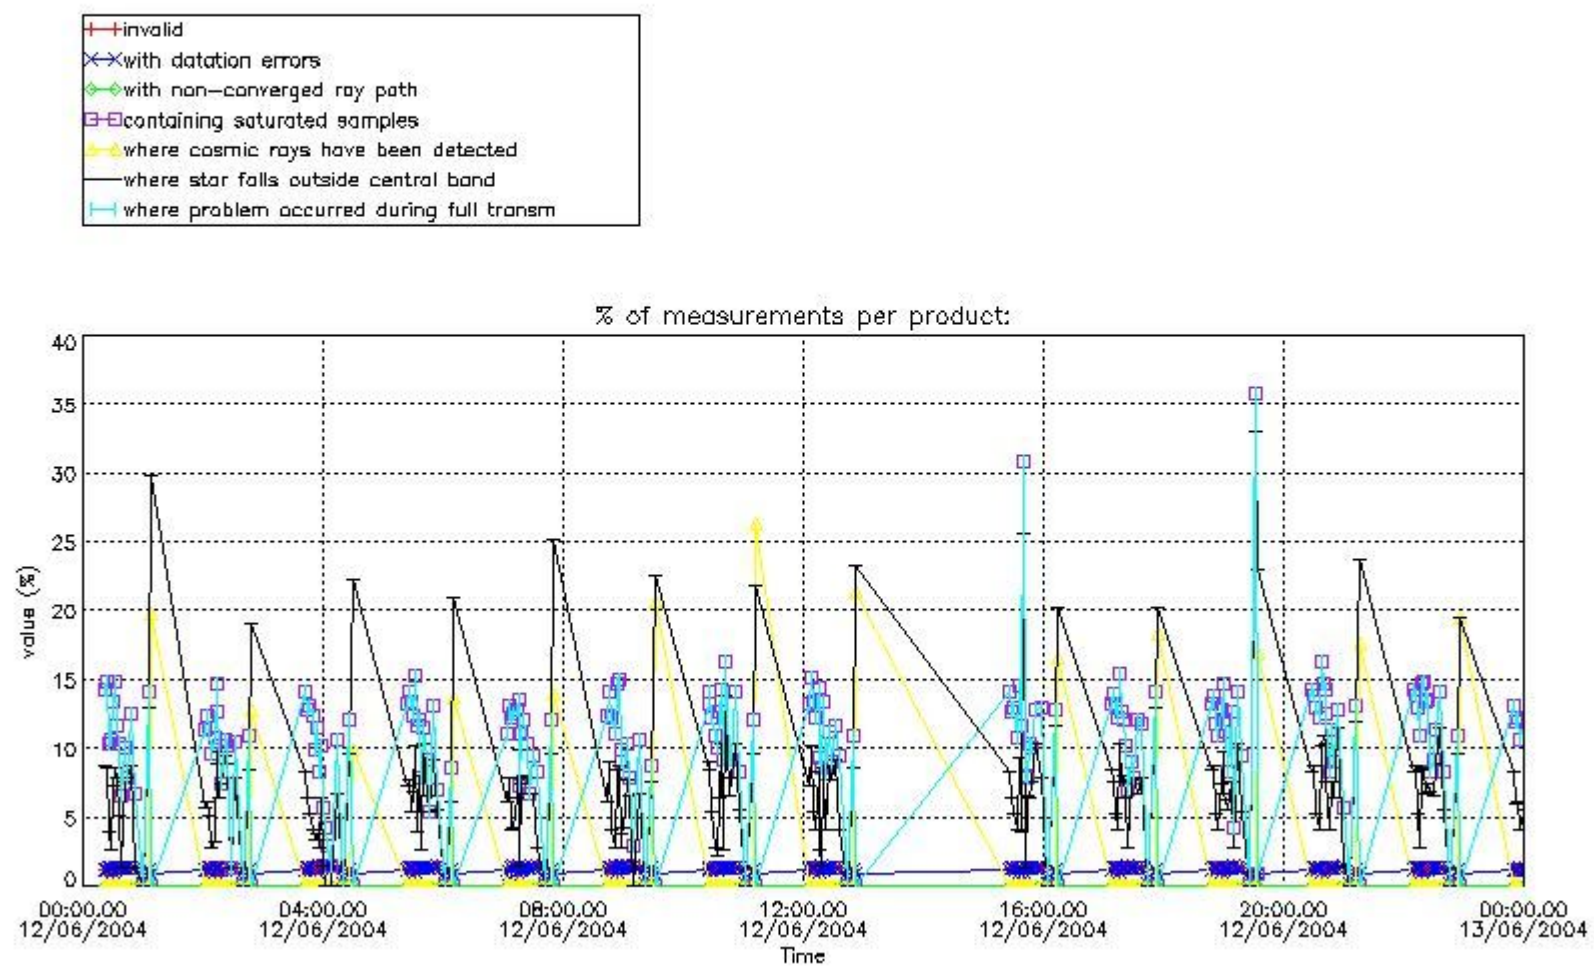 invalid
with datation errors
with non-converged ray path
containing saturated samples
where cosmic rays have been detected
where star falls outside central band
where problem occurred during full transm
% of measurements per product:
40
35
30
25
20
15
10
5
0
value (%)
00:00.00 04:00.00 08:00.00 12:00.00 16:00.00 20:00.00 00:00.00
12/06/2004 12/06/2004 12/06/2004 12/06/2004 12/06/2004 12/06/2004 13/06/2004
Time